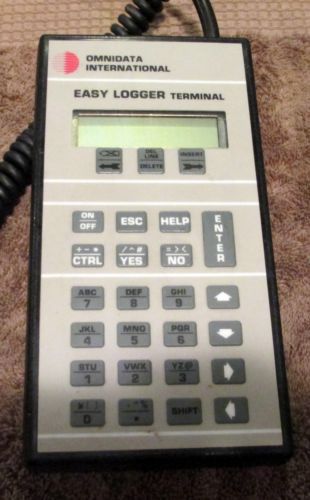 OMNIDATA
INTERNATIONAL
EASY LOGGER TERMINAL
DEL
LINE
DELETE
INSERT
ON
OFF
ESC
HELP
ENTER
+ - *
CTRL
/ ^ #
YES
= > <
NO
ABC
7
DEF
8
GHI
9
JKL
4
MNO
5
PQR
6
STU
1
VWX
2
YZ@
3
SHIFT